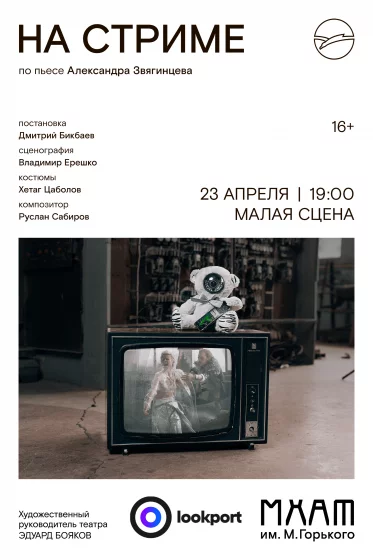 НА СТРИМЕ
по пьесе Александра Звягинцева
постановка
Дмитрий Бикбаев
сценография
Владимир Ерешко
костюмы
Хетаг Цаболов
композитор
Руслан Сабиров
16+
23 АПРЕЛЯ | 19:00
МАЛАЯ СЦЕНА
Художественный
руководитель театра
ЭДУАРД БОЯКОВ
lookport
МХАТ
им. М.Горького